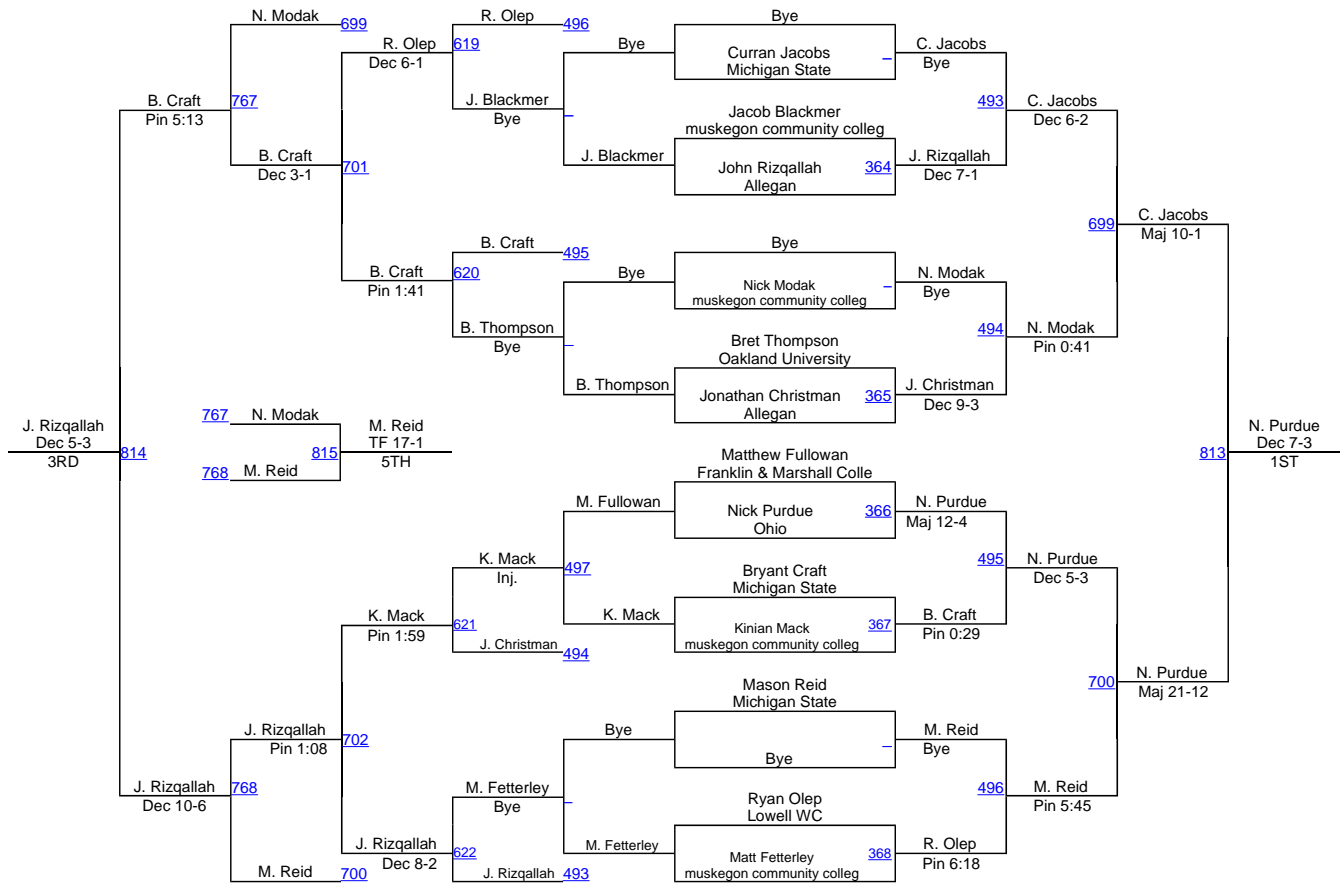 N. Modak
699
R. Olep
Dec 6-1
619
R. Olep
496
J. Blackmer
Bye
Bye
–
J. Blackmer
Bye
Curran Jacobs
Michigan State
–
Jacob Blackmer
muskegon community colleg
John Rizqallah
Allegan
364
C. Jacobs
Bye
493
J. Rizqallah
Dec 7-1
C. Jacobs
Dec 6-2
B. Craft
Pin 5:13
767
B. Craft
Dec 3-1
701
B. Craft
Pin 1:41
620
B. Craft
495
B. Thompson
Bye
Bye
–
B. Thompson
Bye
Nick Modak
muskegon community colleg
–
Bret Thompson
Oakland University
Jonathan Christman
Allegan
365
N. Modak
Bye
494
J. Christman
Dec 9-3
N. Modak
Pin 0:41
699
C. Jacobs
Maj 10-1
J. Rizqallah
Dec 5-3
3RD
814
767
N. Modak
768
M. Reid
815
M. Reid
TF 17-1
5TH
813
N. Purdue
Dec 7-3
1ST
Matthew Fullowan
Franklin & Marshall Colle
Nick Purdue
Ohio
366
M. Fullowan
N. Purdue
Maj 12-4
K. Mack
Inj.
497
K. Mack
Bryant Craft
Michigan State
Kinian Mack
muskegon community colleg
367
B. Craft
Pin 0:29
495
N. Purdue
Dec 5-3
K. Mack
Pin 1:59
621
J. Christman
494
Mason Reid
Michigan State
Bye
–
M. Reid
Bye
700
N. Purdue
Maj 21-12
J. Rizqallah
Pin 1:08
702
Bye
M. Fetterley
Bye
–
M. Fetterley
Ryan Olep
Lowell WC
Matt Fetterley
muskegon community colleg
368
R. Olep
Pin 6:18
496
M. Reid
Pin 5:45
J. Rizqallah
Dec 10-6
768
J. Rizqallah
Dec 8-2
622
J. Rizqallah
493
M. Reid
700